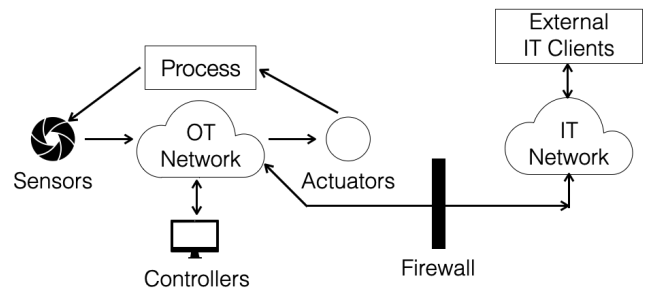 External
IT Clients
Process
OT
Network
IT
Network
Sensors
Actuators
Firewall
Controllers